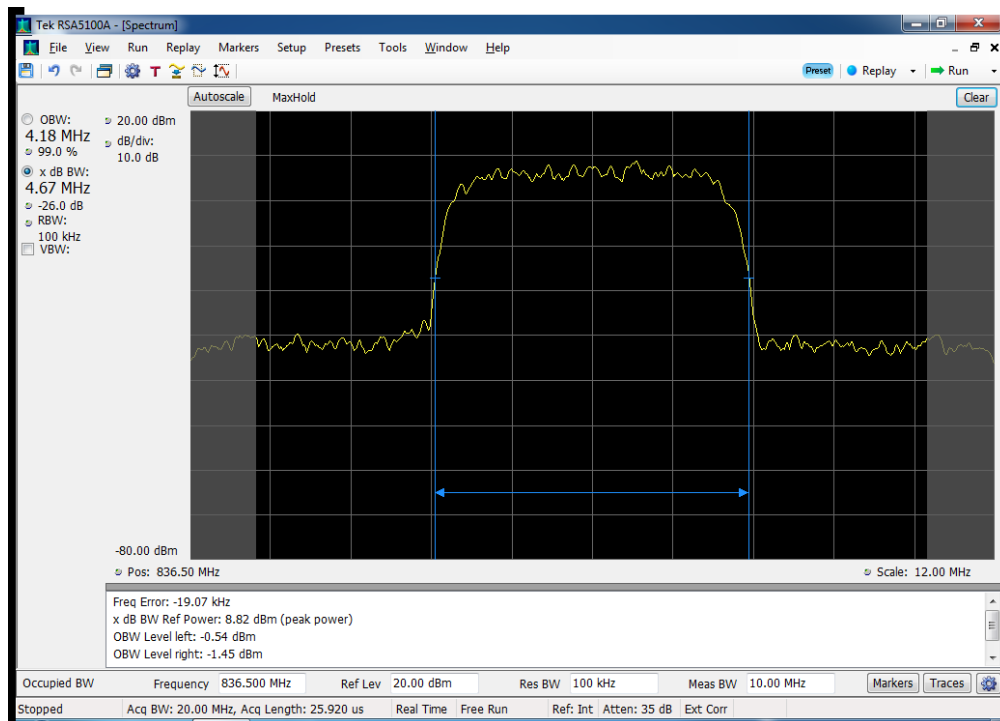 Tek RSA5100A - [Spectrum]
File View Run Replay Markers Setup Presets Tools Window Help
T Preset Replay Run
Autoscale MaxHold Clear
OBW:
4.18 MHz
99.0 %
x dB BW:
4.67 MHz
-26.0 dB
RBW:
100 kHz
VBW:
20.00 dBm
dB/div:
10.0 dB
-80.00 dBm
Pos: 836.50 MHz Scale: 12.00 MHz
Freq Error: -19.07 kHz
x dB BW Ref Power: 8.82 dBm (peak power)
OBW Level left: -0.54 dBm
OBW Level right: -1.45 dBm
Occupied BW Frequency 836.500 MHz Ref Lev 20.00 dBm Res BW 100 kHz Meas BW 10.00 MHz Markers Traces
Stopped Acq BW: 20.00 MHz, Acq Length: 25.920 us Real Time Free Run Ref: Int Atten: 35 dB Ext Corr